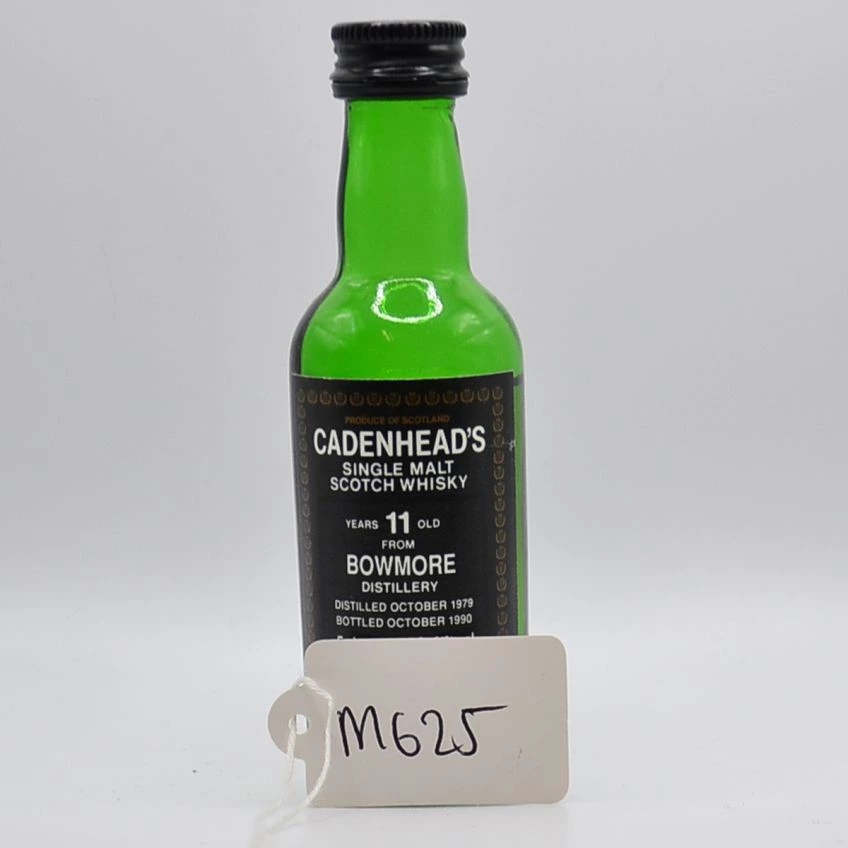 PRODUCE OF SCOTLAND
CADENHEAD'S
SINGLE MALT
SCOTCH WHISKY
YEARS 11 OLD
FROM
BOWMORE
DISTILLERY
DISTILLED OCTOBER 1979
BOTTLED OCTOBER 1990
M625